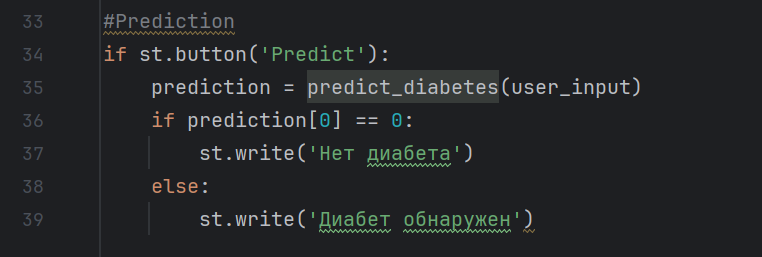 33 #Prediction
34 if st.button('Predict'):
35     prediction = predict_diabetes(user_input)
36     if prediction[0] == 0:
37         st.write('Нет диабета')
38     else:
39         st.write('Диабет обнаружен')